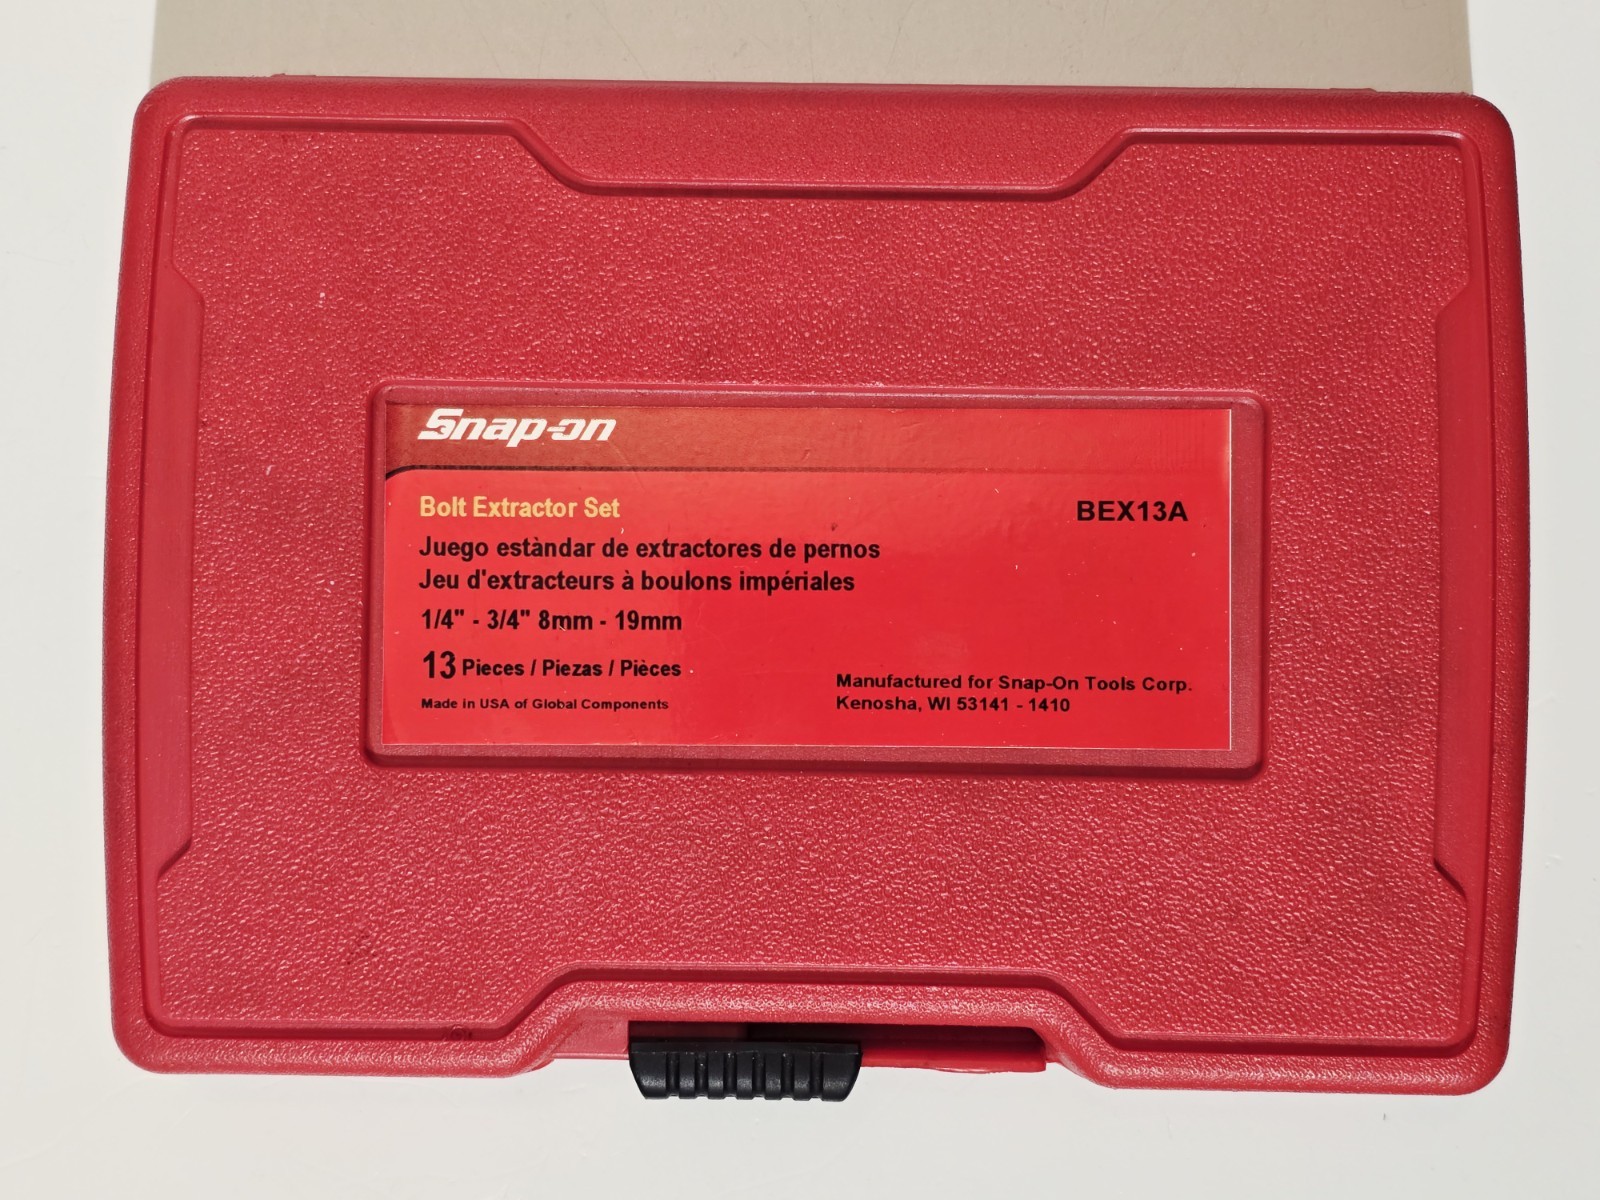 Snap-on
Bolt Extractor Set
BEX13A
Juego estàndar de extractores de pernos
Jeu d'extracteurs à boulons impériales
1/4" - 3/4" 8mm - 19mm
13 Pieces / Piezas / Pièces
Made in USA of Global Components
Manufactured for Snap-On Tools Corp.
Kenosha, WI 53141 - 1410